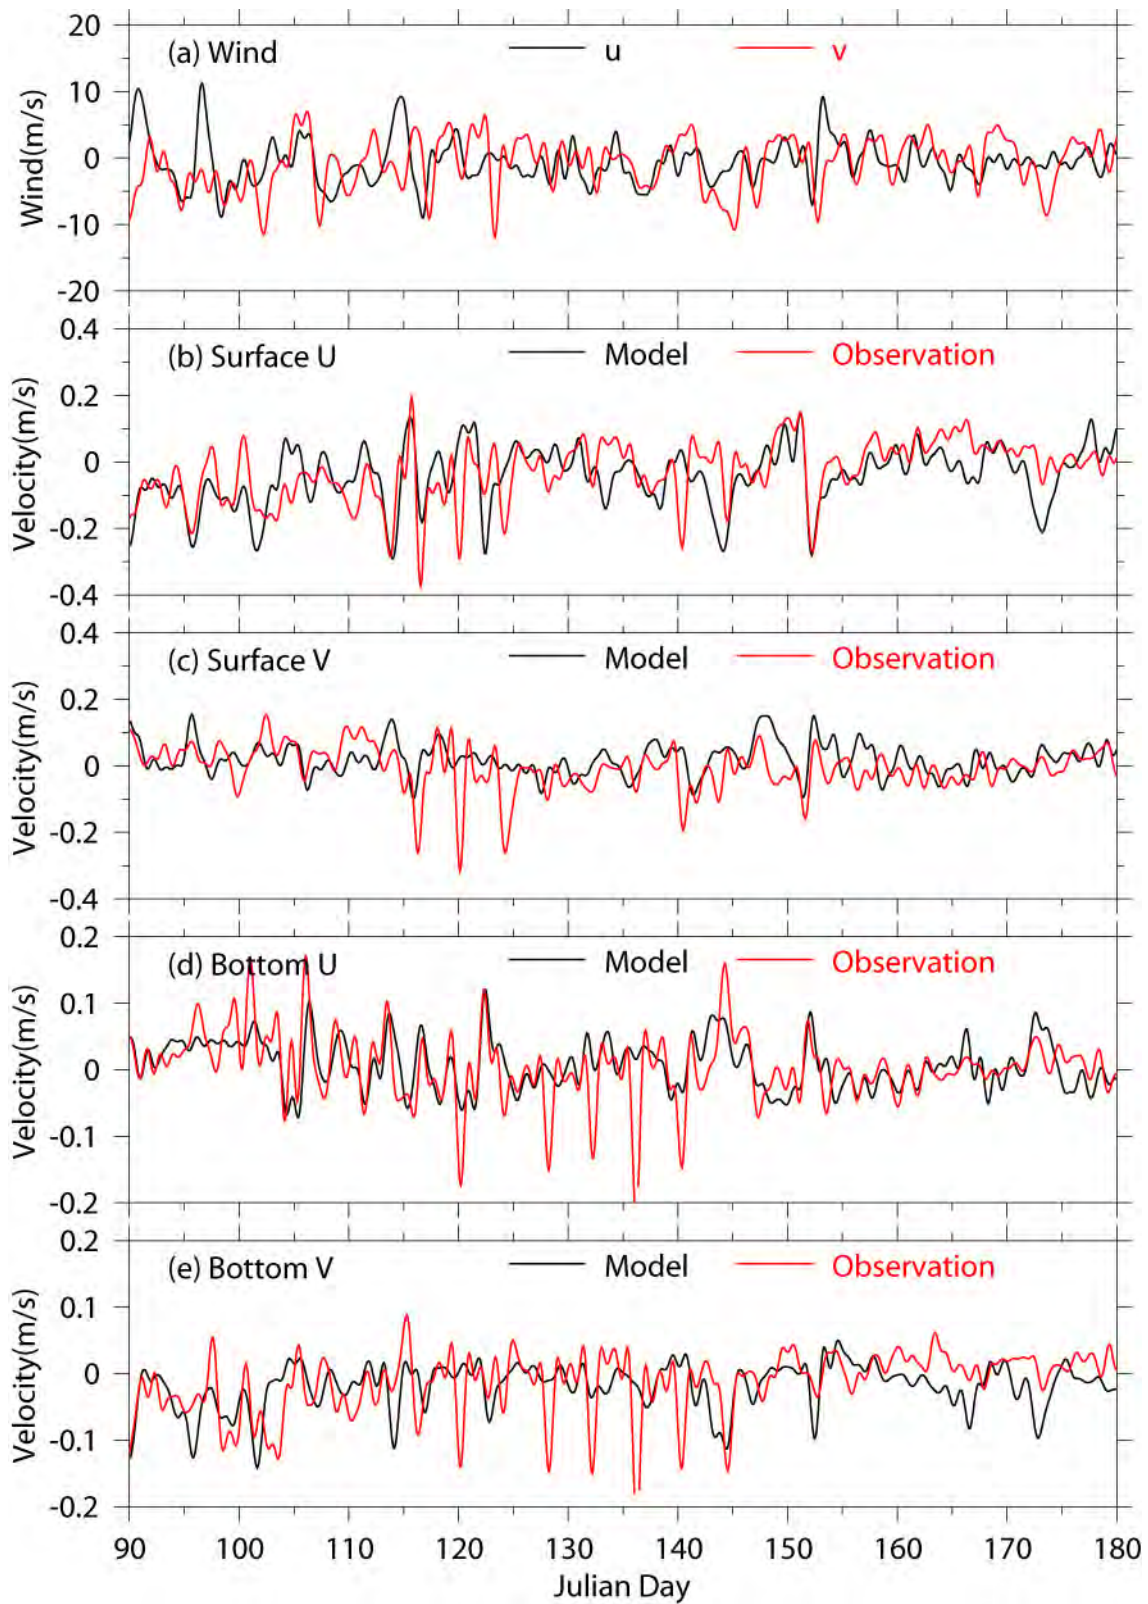 (a) Wind u v
Wind(m/s)
20
10
0
-10
-20
(b) Surface U Model Observation
Velocity(m/s)
0.4
0.2
0
-0.2
-0.4
(c) Surface V Model Observation
Velocity(m/s)
0.4
0.2
0
-0.2
-0.4
(d) Bottom U Model Observation
Velocity(m/s)
0.2
0.1
0
-0.1
-0.2
(e) Bottom V Model Observation
Velocity(m/s)
0.2
0.1
0
-0.1
-0.2
90 100 110 120 130 140 150 160 170 180
Julian Day